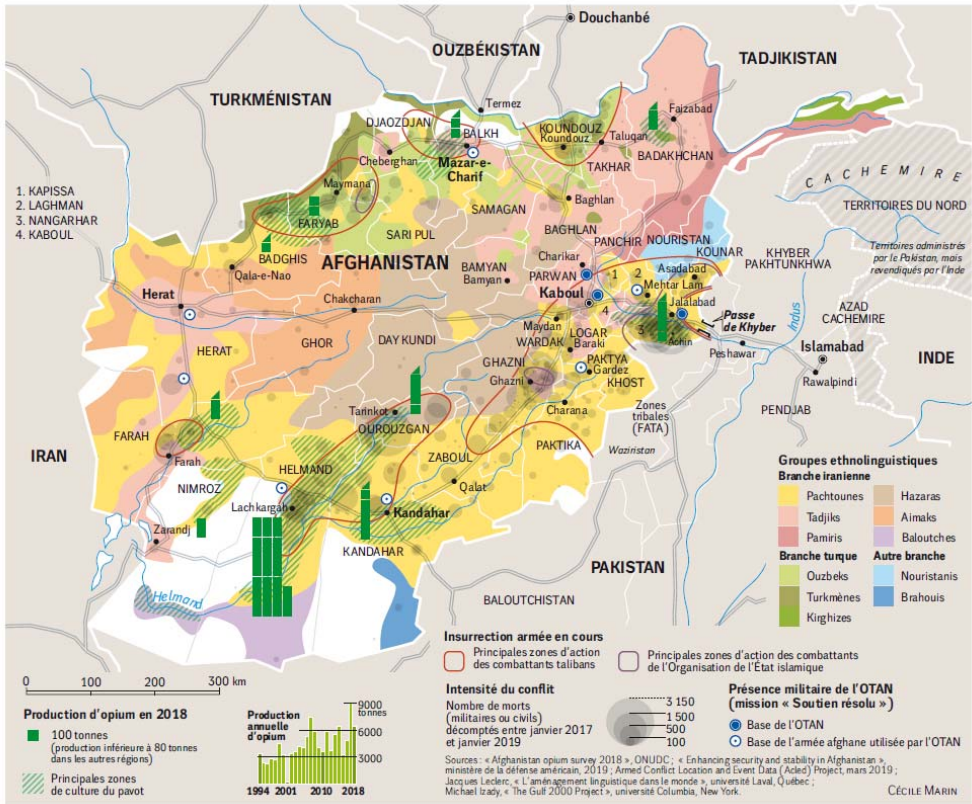 Douchanbé
OUZBÉKISTAN
TADJIKISTAN
TURKMÉNISTAN
Termez
DJAOZDJAN
BALKH
KOUNDOUZ
Koundouz
Faizabad
Taluqan
Cheberghan
Mazar-e-
Charif
TAKHAR
BADAKHCHAN
CACHEMIRE
1. KAPISSA
2. LAGHMAN
3. NANGARHAR
4. KABOUL
Maymana
FARYAB
SAMAGAN
Baghlan
TERRITOIRES DU NORD
SARI PUL
BAGHLAN
PANCHIR
NOURISTAN
KOUNAR
Territoires administrés
par le Pakistan, mais
revendiqués par l'Inde
BADGHIS
Qala-e-Nao
AFGHANISTAN
BAMYAN
Bamyan
Charikar
PARWAN
1
2
Asadabad
Mehtar Lam
KHYBER
PAKHTUNKHWA
Herat
Chakcharan
Kaboul
4
Jalalabad
Passe
de Khyber
Indus
AZAD
CACHEMIRE
Maydan
3
Achin
Peshawar
Islamabad
INDE
HERAT
GHOR
DAY KUNDI
WARDAK
LOGAR
Baraki
Rawalpindi
GHAZNI
Ghazni
PAKTYA
Gardez
KHOST
PENDJAB
Tarinkot
OUROUZGAN
Charana
Zones
tribales
(FATA)
FARAH
Farah
IRAN
ZABOUL
PAKTIKA
Waziristan
HELMAND
NIMROZ
Qalat
Lachkargah
Kandahar
Zarandj
KANDAHAR
PAKISTAN
Helmand
BALOUTCHISTAN
Groupes ethnolinguistiques
Branche iranienne
Pachtounes
Hazaras
Tadjiks
Aimaks
Pamiris
Baloutches
Branche turque
Autre branche
Ouzbeks
Nouristanis
Turkmènes
Brahouis
Kirghizes
Insurrection armée en cours
Principales zones d'action
des combattants talibans
Principales zones d'action des combattants
de l'Organisation de l'État islamique
Intensité du conflit
Nombre de morts
(militaires ou civils)
décomptés entre janvier 2017
et janvier 2019
3 150
1 500
500
100
Présence militaire de l'OTAN
(mission « Soutien résolu »)
Base de l'OTAN
Base de l'armée afghane utilisée par l'OTAN
0 100 200 300 km
Production d'opium en 2018
100 tonnes
(production inférieure à 80 tonnes
dans les autres régions)
Principales zones
de culture du pavot
Production
annuelle
d'opium
9000
tonnes
6000
3000
1994 2001 2010 2018
Sources : « Afghanistan opium survey 2018 », ONUDC ; « Enhancing security and stability in Afghanistan »,
ministère de la défense américain, 2019 ; Armed Conflict Location and Event Data (Acled) Project, mars 2019 ;
Jacques Leclerc, « L'aménagement linguistique dans le monde », université Laval, Québec ;
Michael Izady, « The Gulf 2000 Project », université Columbia, New York.
CÉCILE MARIN